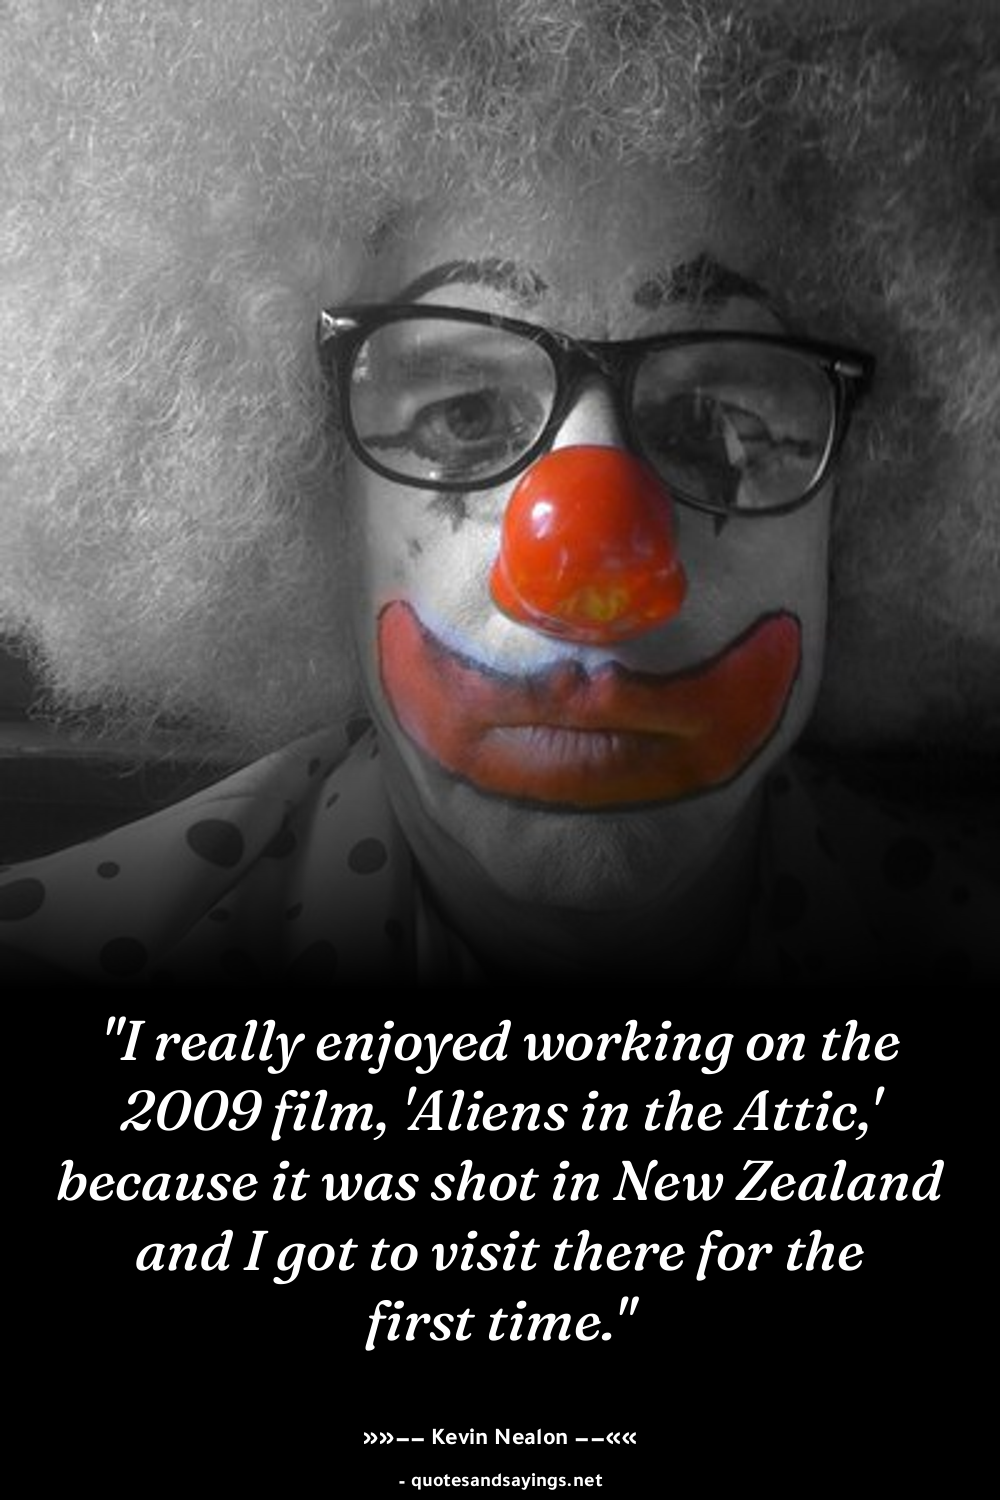 "I really enjoyed working on the
2009 film, 'Aliens in the Attic,'
because it was shot in New Zealand
and I got to visit there for the
first time."
»»−− Kevin Nealon −−««
- quotesandsayings.net